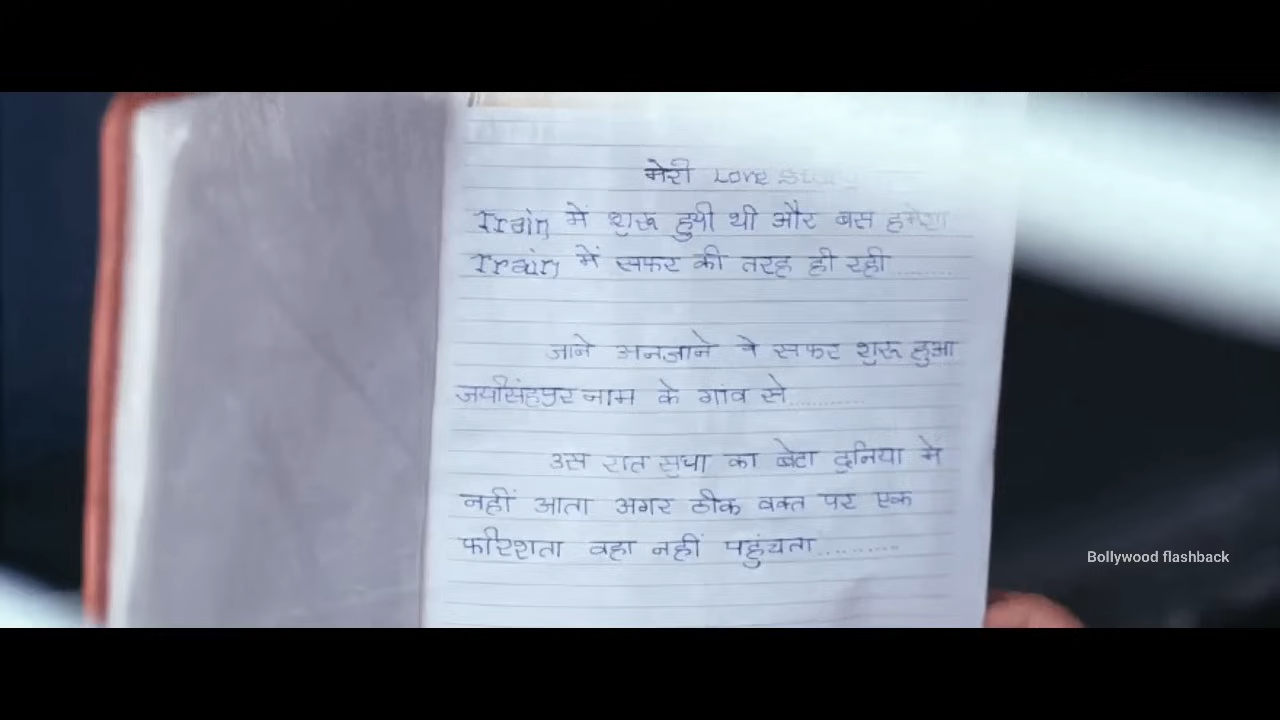 मेरी Love Story
Train में शुरू हुयी थी और बस हमेशा
Train में सफर की तरह ही रही ........
जाने अनजाने ये सफर शुरू हुआ
जयसिंहपुर नाम के गांव से............
उस रात सुधा का बेटा दुनिया मे
नहीं आता अगर ठीक वक्त पर एक
फरिश्ता वहा नहीं पहुंचता...........
Bollywood flashback